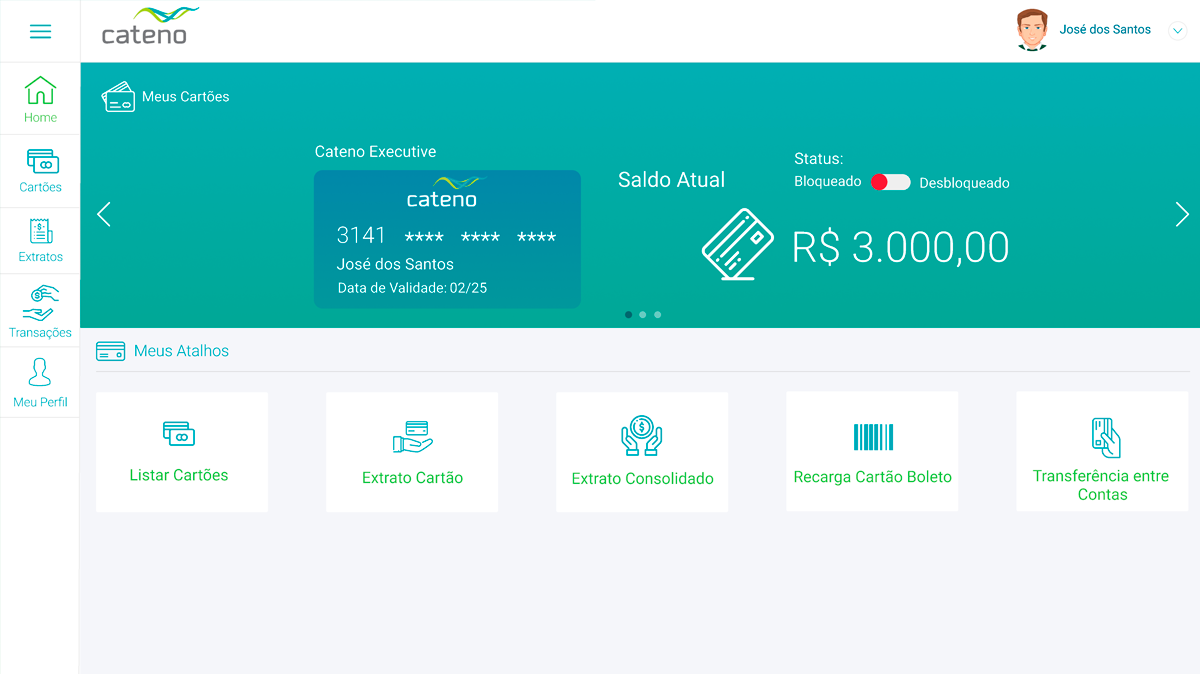 cateno
José dos Santos
Home
Cartões
Extratos
Transações
Meu Perfil
Meus Cartões
Cateno Executive
cateno
3141 **** **** ****
José dos Santos
Data de Validade: 02/25
Saldo Atual
Status:
Bloqueado
Desbloqueado
R$ 3.000,00
Meus Atalhos
Listar Cartões
Extrato Cartão
Extrato Consolidado
Recarga Cartão Boleto
Transferência entre
Contas